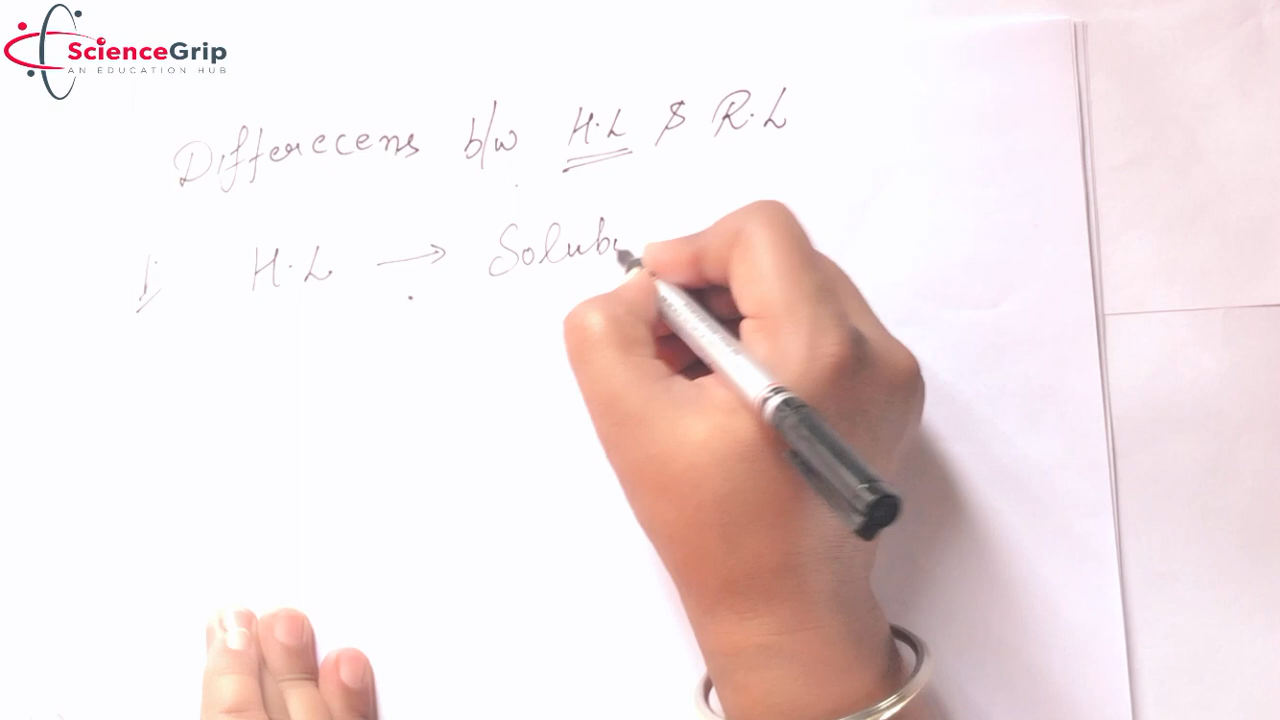 ScienceGrip
AN EDUCATION HUB
Differecens b/w H.L & R.L
1. H.L → Solub